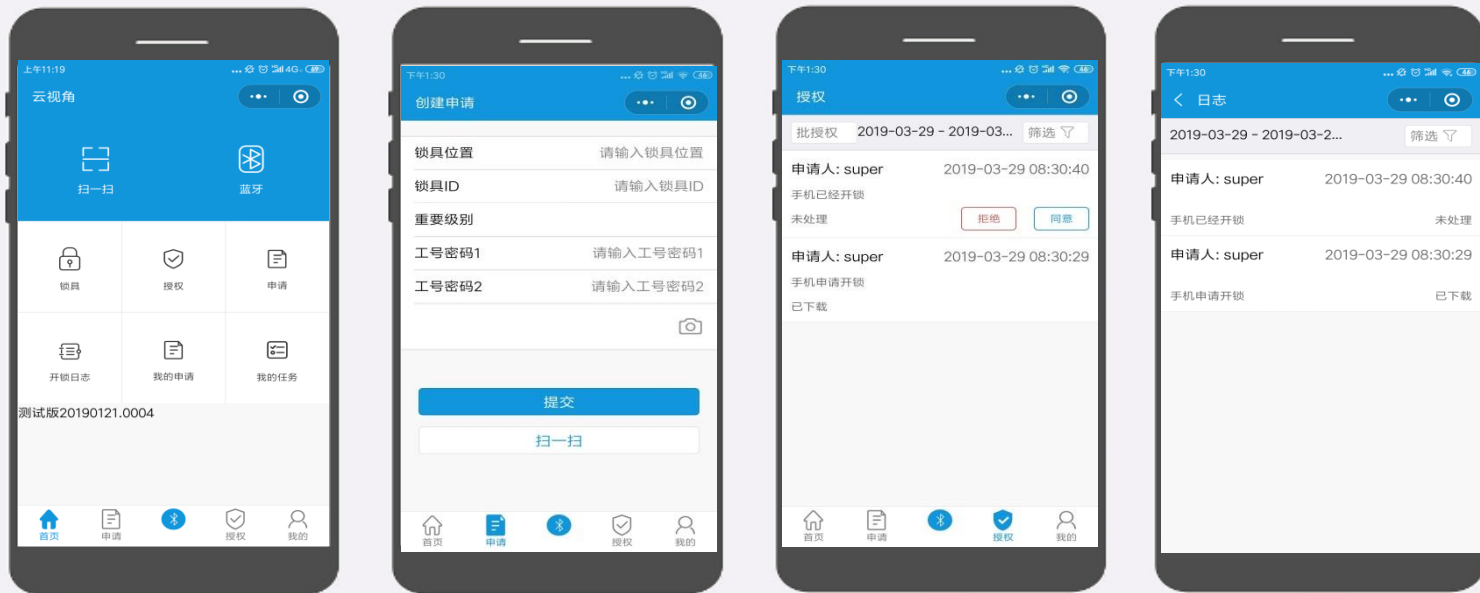 上午11:19
... 4G 69
云视角
扫一扫 蓝牙
锁具 授权 申请
开锁日志 我的申请 我的任务
测试版20190121.0004
首页 申请 授权 我的
下午1:30
... 46
创建申请
锁具位置 请输入锁具位置
锁具ID 请输入锁具ID
重要级别
工号密码1 请输入工号密码1
工号密码2 请输入工号密码2
提交
扫一扫
首页 申请 授权 我的
下午1:30
... 46
授权
批授权 2019-03-29 - 2019-03... 筛选
申请人: super 2019-03-29 08:30:40
手机已经开锁
未处理 拒绝 同意
申请人: super 2019-03-29 08:30:29
手机申请开锁
已下载
首页 申请 授权 我的
下午1:30
... 46
日志
2019-03-29 - 2019-03-2... 筛选
申请人: super 2019-03-29 08:30:40
手机已经开锁 未处理
申请人: super 2019-03-29 08:30:29
手机申请开锁 已下载